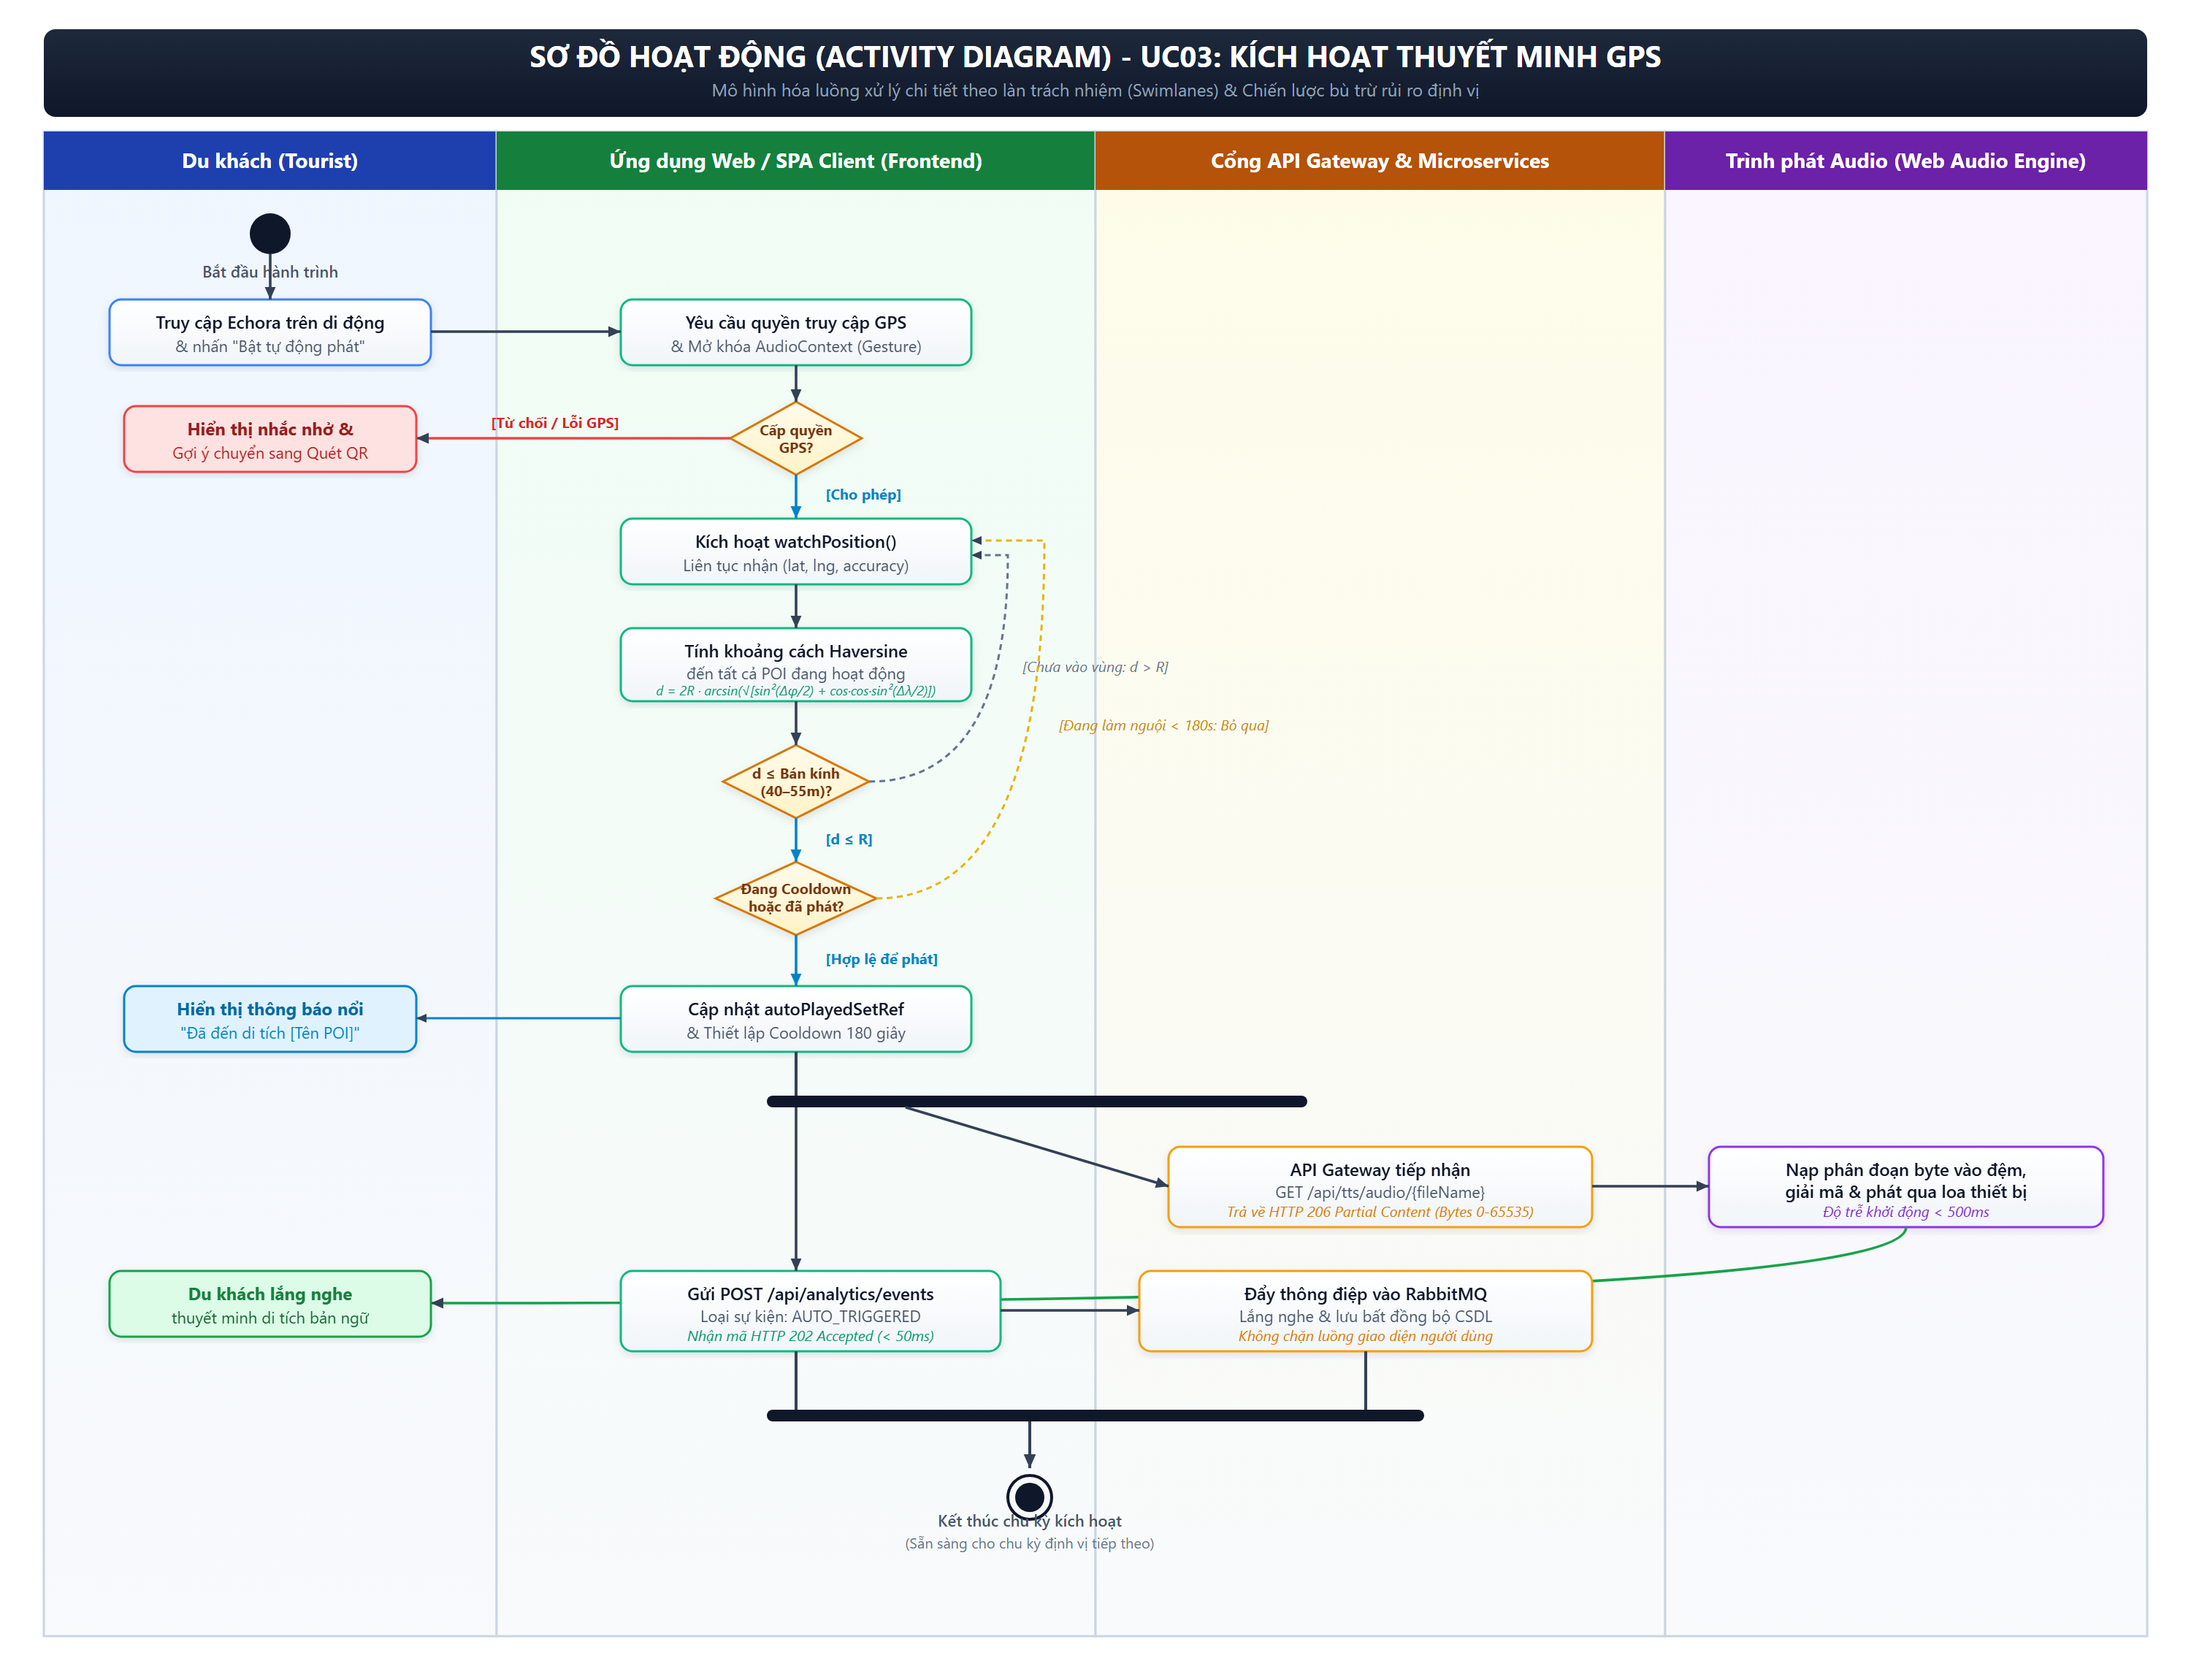 SƠ ĐỒ HOẠT ĐỘNG (ACTIVITY DIAGRAM) - UC03: KÍCH HOẠT THUYẾT MINH GPS
Mô hình hóa luồng xử lý chi tiết theo làn trách nhiệm (Swimlanes) & Chiến lược bù trừ rủi ro định vị
Du khách (Tourist)
Ứng dụng Web / SPA Client (Frontend)
Cổng API Gateway & Microservices
Trình phát Audio (Web Audio Engine)
Bắt đầu hành trình
Truy cập Echora trên di động
& nhấn "Bật tự động phát"
Yêu cầu quyền truy cập GPS
& Mở khóa AudioContext (Gesture)
Hiển thị nhắc nhở &
Gợi ý chuyển sang Quét QR
[Từ chối / Lỗi GPS]
Cấp quyền
GPS?
[Cho phép]
Kích hoạt watchPosition()
Liên tục nhận (lat, lng, accuracy)
Tính khoảng cách Haversine
đến tất cả POI đang hoạt động
d = 2R · arcsin(√[sin²(Δφ/2) + cos·cos·sin²(Δλ/2)])
[Chưa vào vùng: d > R]
[Đang làm nguội < 180s: Bỏ qua]
d ≤ Bán kính
(40–55m)?
[d ≤ R]
Đang Cooldown
hoặc đã phát?
[Hợp lệ để phát]
Hiển thị thông báo nổi
"Đã đến di tích [Tên POI]"
Cập nhật autoPlayedSetRef
& Thiết lập Cooldown 180 giây
API Gateway tiếp nhận
GET /api/tts/audio/{fileName}
Trả về HTTP 206 Partial Content (Bytes 0-65535)
Nạp phân đoạn byte vào đệm,
giải mã & phát qua loa thiết bị
Độ trễ khởi động < 500ms
Du khách lắng nghe
thuyết minh di tích bản ngữ
Gửi POST /api/analytics/events
Loại sự kiện: AUTO_TRIGGERED
Nhận mã HTTP 202 Accepted (< 50ms)
Đẩy thông điệp vào RabbitMQ
Lắng nghe & lưu bất đồng bộ CSDL
Không chặn luồng giao diện người dùng
Kết thúc chu kỳ kích hoạt
(Sẵn sàng cho chu kỳ định vị tiếp theo)